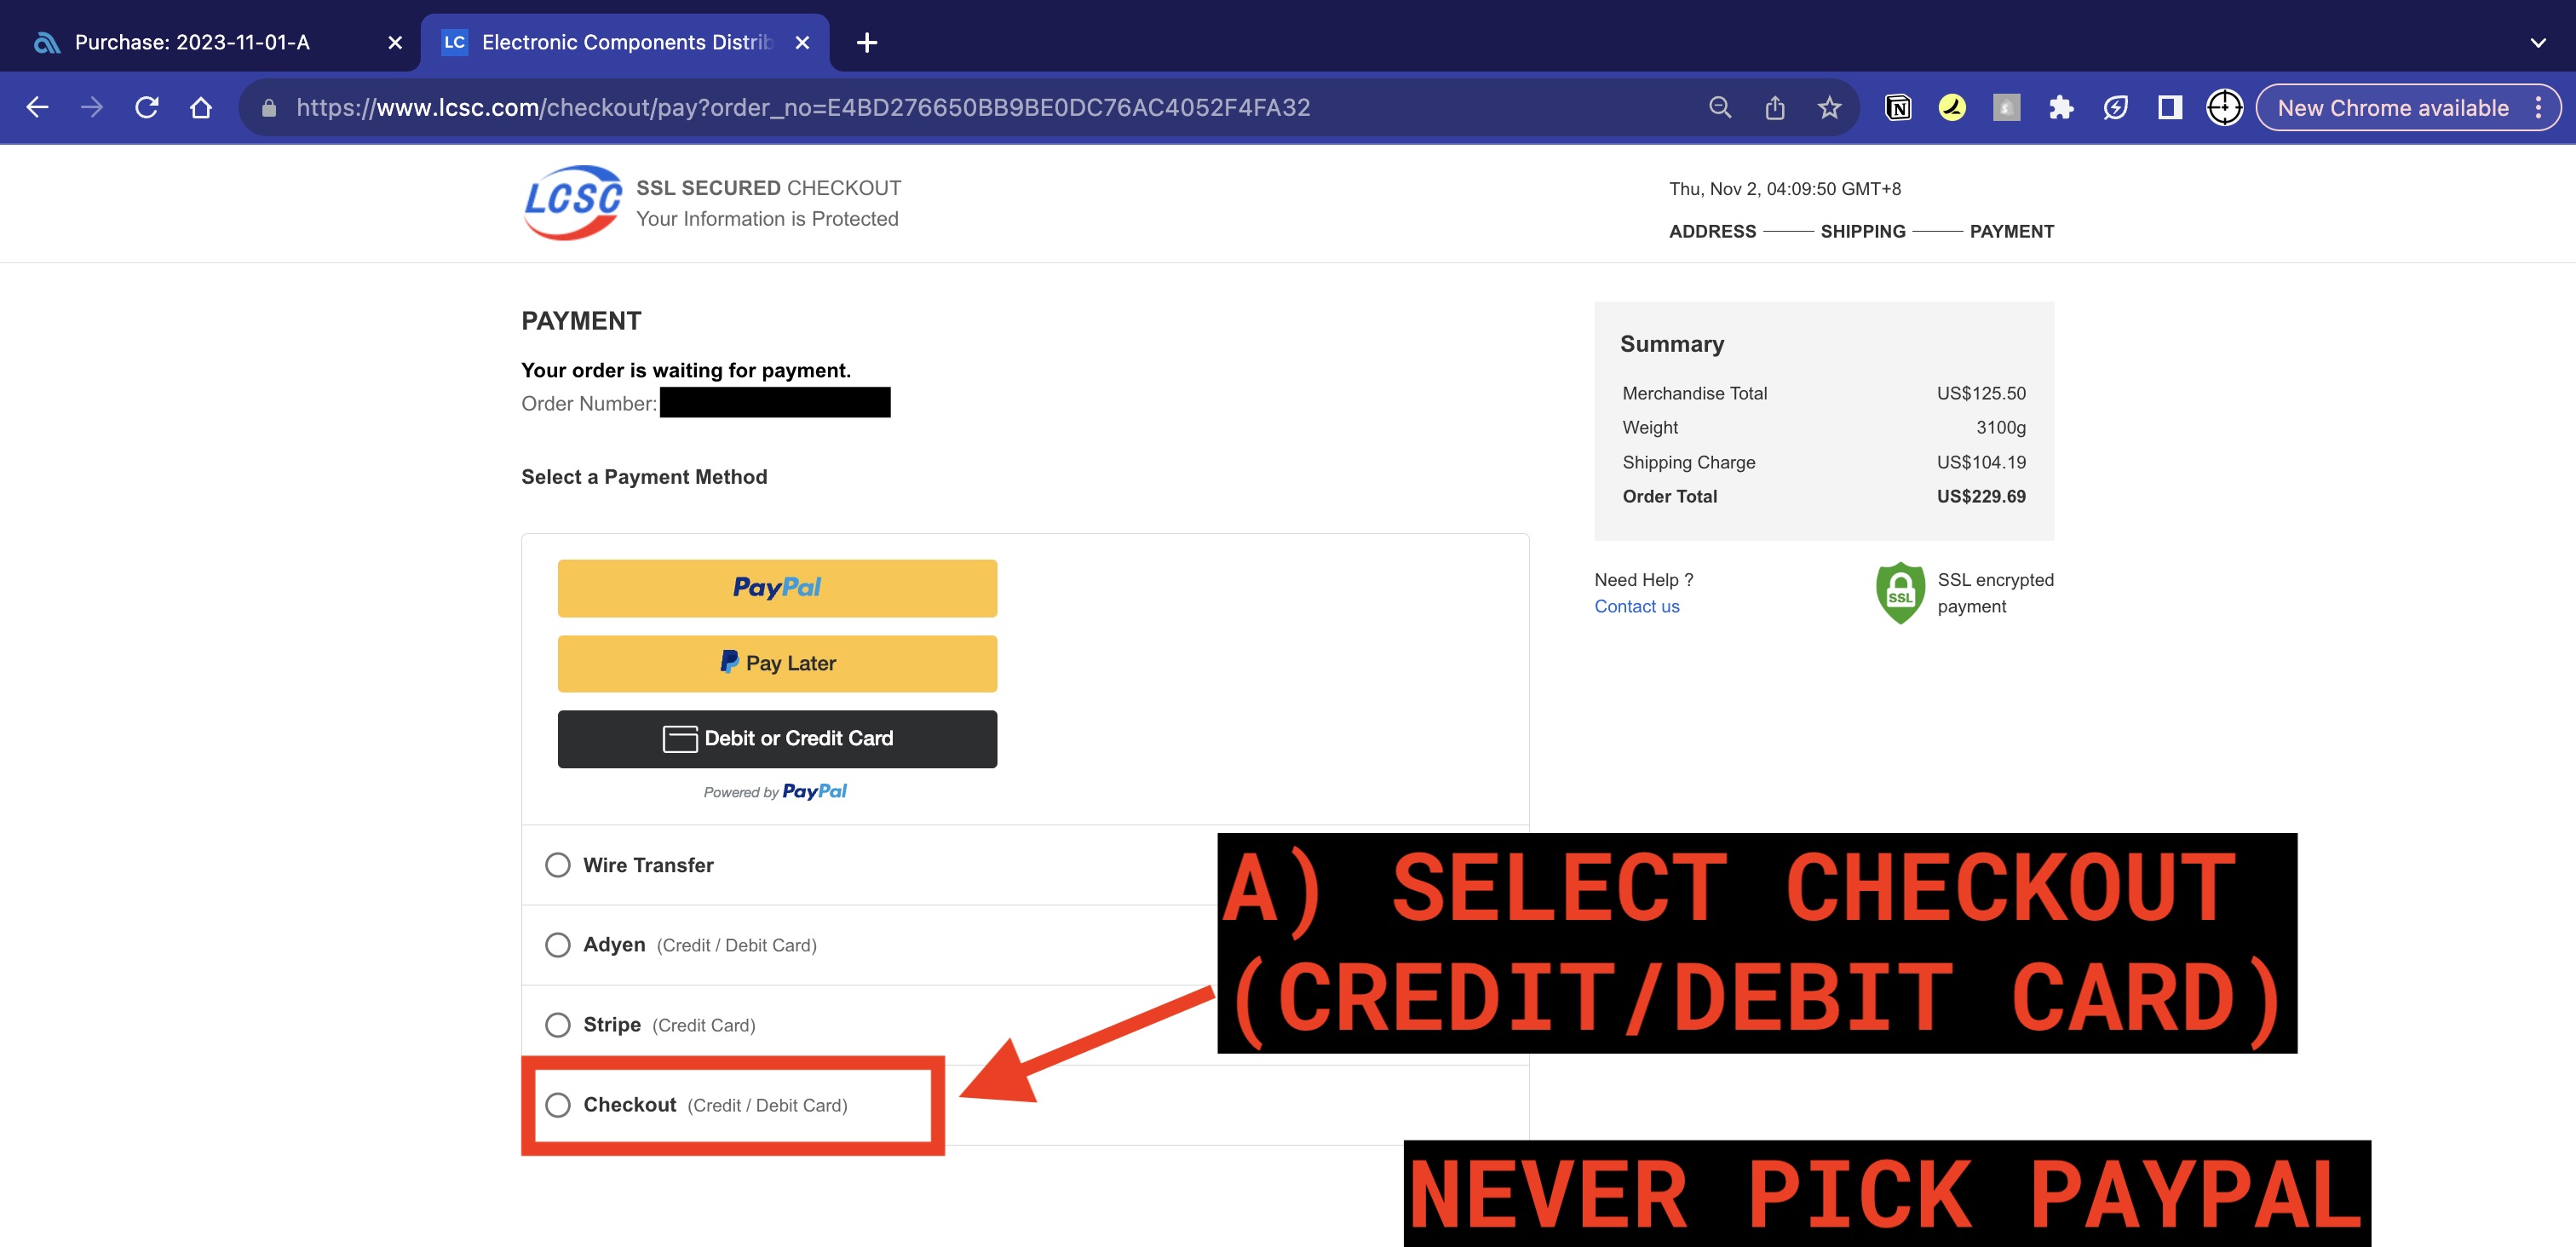 Purchase: 2023-11-01-A
LC Electronic Components Distrib
https://www.lcsc.com/checkout/pay?order_no=E4BD276650BB9BE0DC76AC4052F4FA32
New Chrome available
LCSC
SSL SECURED CHECKOUT
Your Information is Protected
Thu, Nov 2, 04:09:50 GMT+8
ADDRESS SHIPPING PAYMENT
PAYMENT
Your order is waiting for payment.
Order Number:
Select a Payment Method
PayPal
Pay Later
Debit or Credit Card
Powered by PayPal
Wire Transfer
Adyen (Credit / Debit Card)
Stripe (Credit Card)
Checkout (Credit / Debit Card)
Summary
Merchandise Total US$125.50
Weight 3100g
Shipping Charge US$104.19
Order Total US$229.69
Need Help ?
Contact us
SSL
SSL encrypted
payment
A) SELECT CHECKOUT
(CREDIT/DEBIT CARD)
NEVER PICK PAYPAL